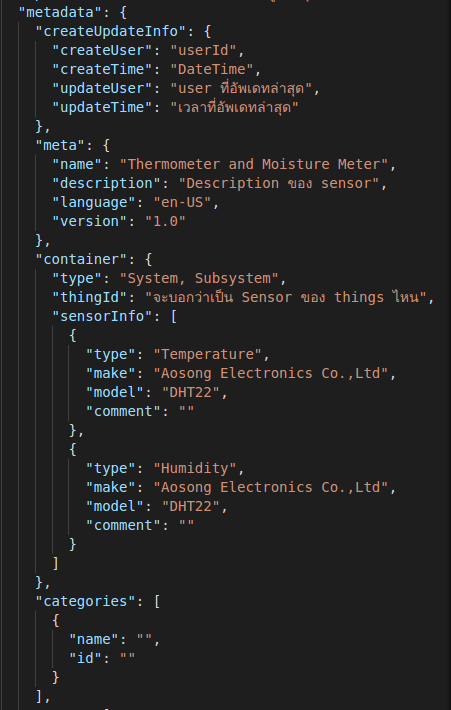 "metadata": {
"createUpdateInfo": {
"createUser": "userId",
"createTime": "DateTime",
"updateUser": "user ที่อัพเดทล่าสุด",
"updateTime": "เวลาที่อัพเดทล่าสุด"
},
"meta": {
"name": "Thermometer and Moisture Meter",
"description": "Description ของ sensor",
"language": "en-US",
"version": "1.0"
},
"container": {
"type": "System, Subsystem",
"thingId": "จะบอกว่าเป็น Sensor ของ things ไหน",
"sensorInfo": [
{
"type": "Temperature",
"make": "Aosong Electronics Co.,Ltd",
"model": "DHT22",
"comment": ""
},
{
"type": "Humidity",
"make": "Aosong Electronics Co.,Ltd",
"model": "DHT22",
"comment": ""
}
]
},
"categories": [
{
"name": "",
"id": ""
}
],